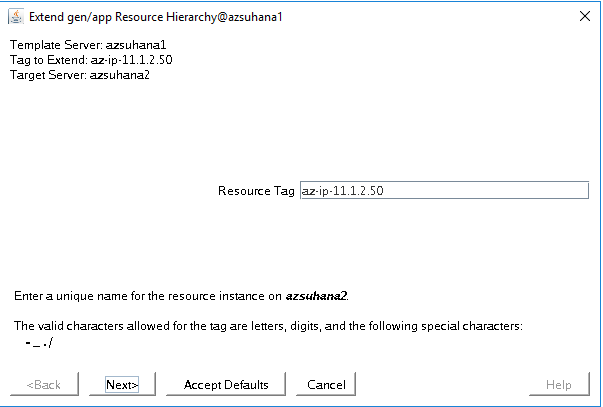 Extend gen/app Resource Hierarchy@azsuhana1
Template Server: azsuhana1
Tag to Extend: az-ip-11.1.2.50
Target Server: azsuhana2
Resource Tag az-ip-11.1.2.50
Enter a unique name for the resource instance on azsuhana2.
The valid characters allowed for the tag are letters, digits, and the following special characters:
- _ . /
<Back Next> Accept Defaults Cancel Help